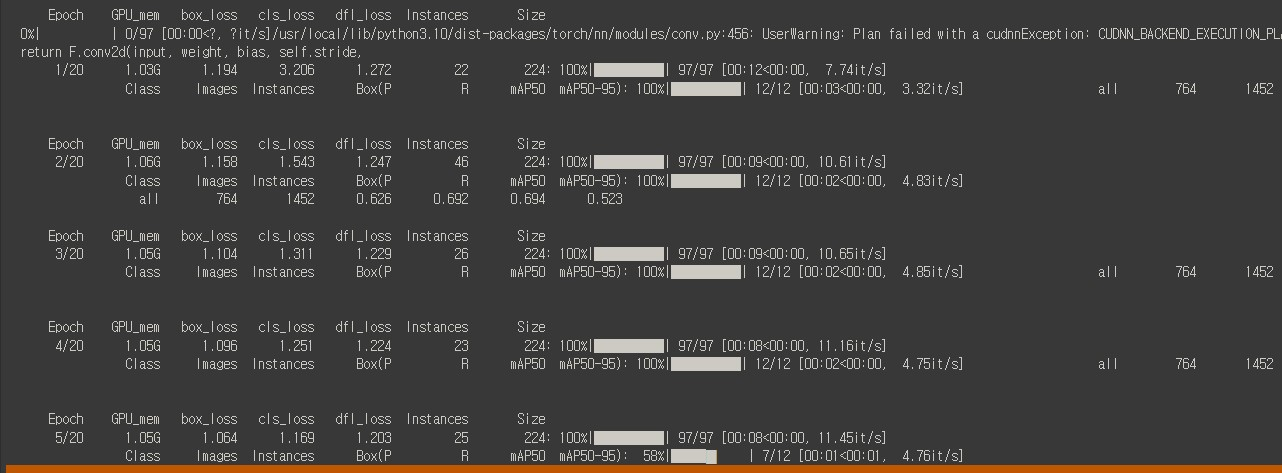 Epoch GPU_mem box_loss cls_loss dfl_loss Instances Size
0%| | 0/97 [00:00<?, ?it/s]/usr/local/lib/python3.10/dist-packages/torch/nn/modules/conv.py:456: UserWarning: Plan failed with a cudnnException: CUDNN_BACKEND_EXECUTION_PLA
return F.conv2d(input, weight, bias, self.stride,
1/20 1.03G 1.194 3.206 1.272 22 224: 100%|██████████| 97/97 [00:12<00:00, 7.74it/s]
Class Images Instances Box(P R mAP50 mAP50-95): 100%|██████████| 12/12 [00:03<00:00, 3.32it/s] all 764 1452
Epoch GPU_mem box_loss cls_loss dfl_loss Instances Size
2/20 1.06G 1.158 1.543 1.247 46 224: 100%|██████████| 97/97 [00:09<00:00, 10.61it/s]
Class Images Instances Box(P R mAP50 mAP50-95): 100%|██████████| 12/12 [00:02<00:00, 4.83it/s]
all 764 1452 0.626 0.692 0.694 0.523
Epoch GPU_mem box_loss cls_loss dfl_loss Instances Size
3/20 1.05G 1.104 1.311 1.229 26 224: 100%|██████████| 97/97 [00:09<00:00, 10.65it/s]
Class Images Instances Box(P R mAP50 mAP50-95): 100%|██████████| 12/12 [00:02<00:00, 4.85it/s] all 764 1452
Epoch GPU_mem box_loss cls_loss dfl_loss Instances Size
4/20 1.05G 1.096 1.251 1.224 23 224: 100%|██████████| 97/97 [00:08<00:00, 11.16it/s]
Class Images Instances Box(P R mAP50 mAP50-95): 100%|██████████| 12/12 [00:02<00:00, 4.75it/s] all 764 1452
Epoch GPU_mem box_loss cls_loss dfl_loss Instances Size
5/20 1.05G 1.064 1.169 1.203 25 224: 100%|██████████| 97/97 [00:08<00:00, 11.45it/s]
Class Images Instances Box(P R mAP50 mAP50-95): 58%|█████▊ | 7/12 [00:01<00:01, 4.76it/s]